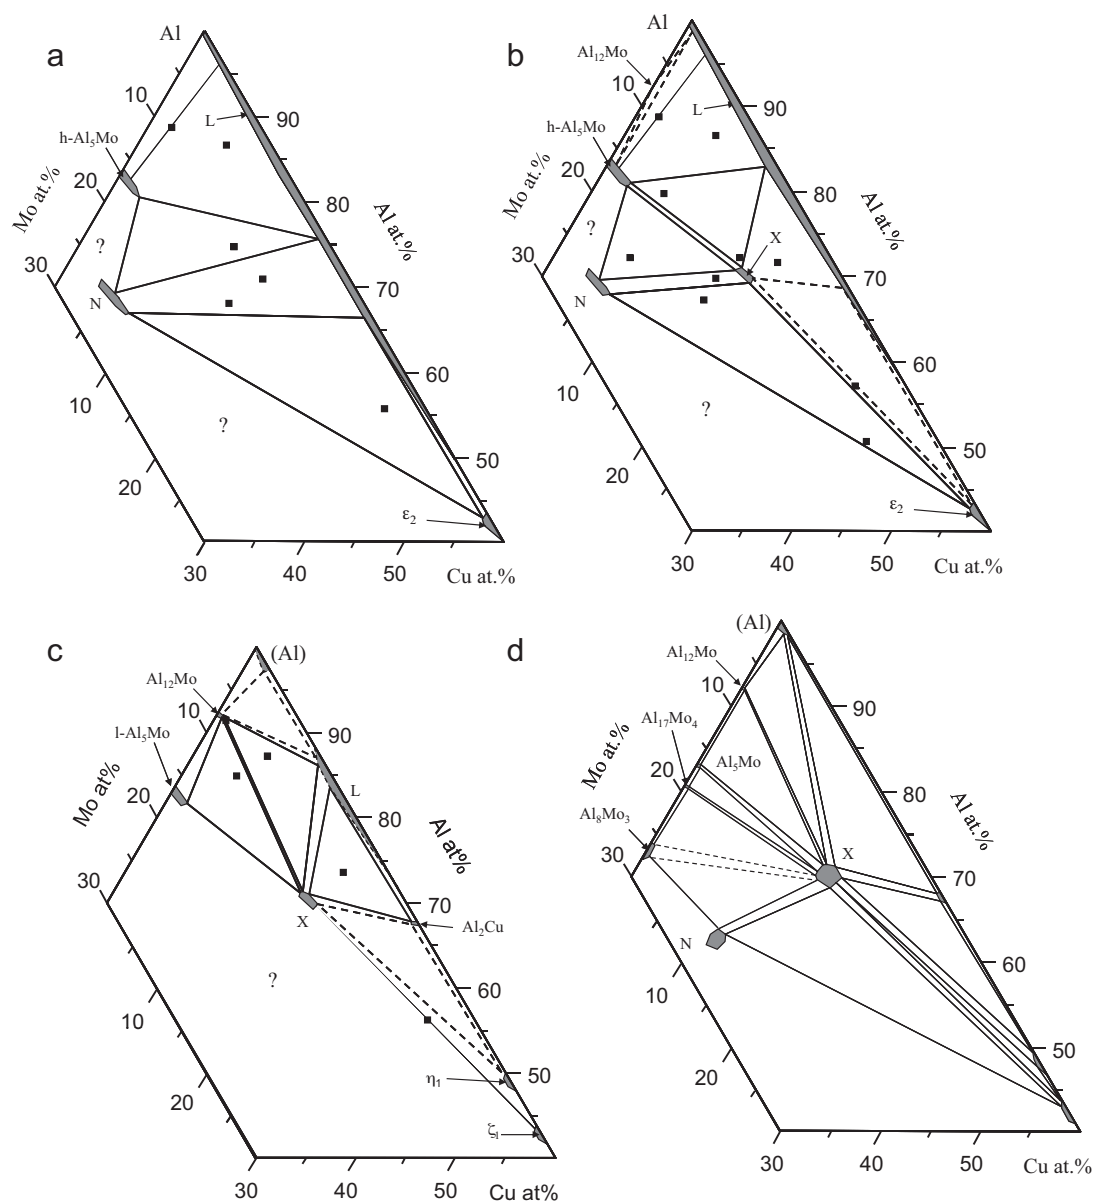 a
Al
10
L
90
h-Al₅Mo
20
Mo at.%
80
Al at.%
?
30
N
70
60
10
?
50
20
ε₂
30
40
50
Cu at.%
b
Al
Al₁₂Mo
10
L
90
h-Al₅Mo
20
Mo at.%
80
Al at.%
?
X
30
N
70
60
10
?
50
20
ε₂
30
40
50
Cu at.%
c
(Al)
Al₁₂Mo
10
90
l-Al₅Mo
L
20
Mo at%
80
Al at%
30
X
70
Al₂Cu
?
60
10
50
η₁
20
ζ₁
30
40
50
Cu at%
d
(Al)
Al₁₂Mo
10
90
Al₁₇Mo₄
Al₅Mo
Mo at.%
20
80
Al at.%
Al₈Mo₃
30
X
70
N
60
10
50
20
30
40
50
Cu at.%